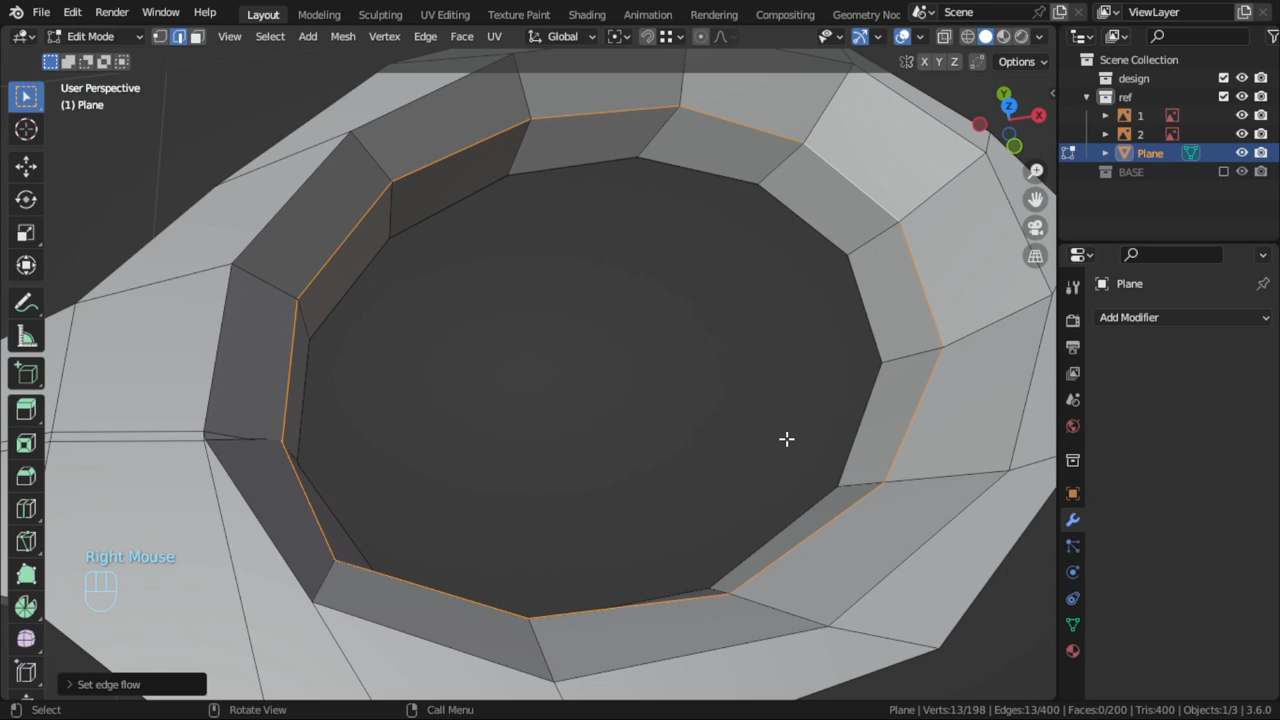 File Edit Render Window Help Layout Modeling Sculpting UV Editing Texture Paint Shading Animation Rendering Compositing Geometry Noc Scene ViewLayer
Edit Mode View Select Add Mesh Vertex Edge Face UV Global
X Y Z Options
User Perspective
(1) Plane
Y
Z
X
Scene Collection
design
ref
1
2
Plane
BASE
Plane
Add Modifier
Right Mouse
Set edge flow
Select Rotate View Call Menu Plane | Verts:13/198 | Edges:13/400 | Faces:0/200 | Tris:400 | Objects:1/3 | 3.6.0